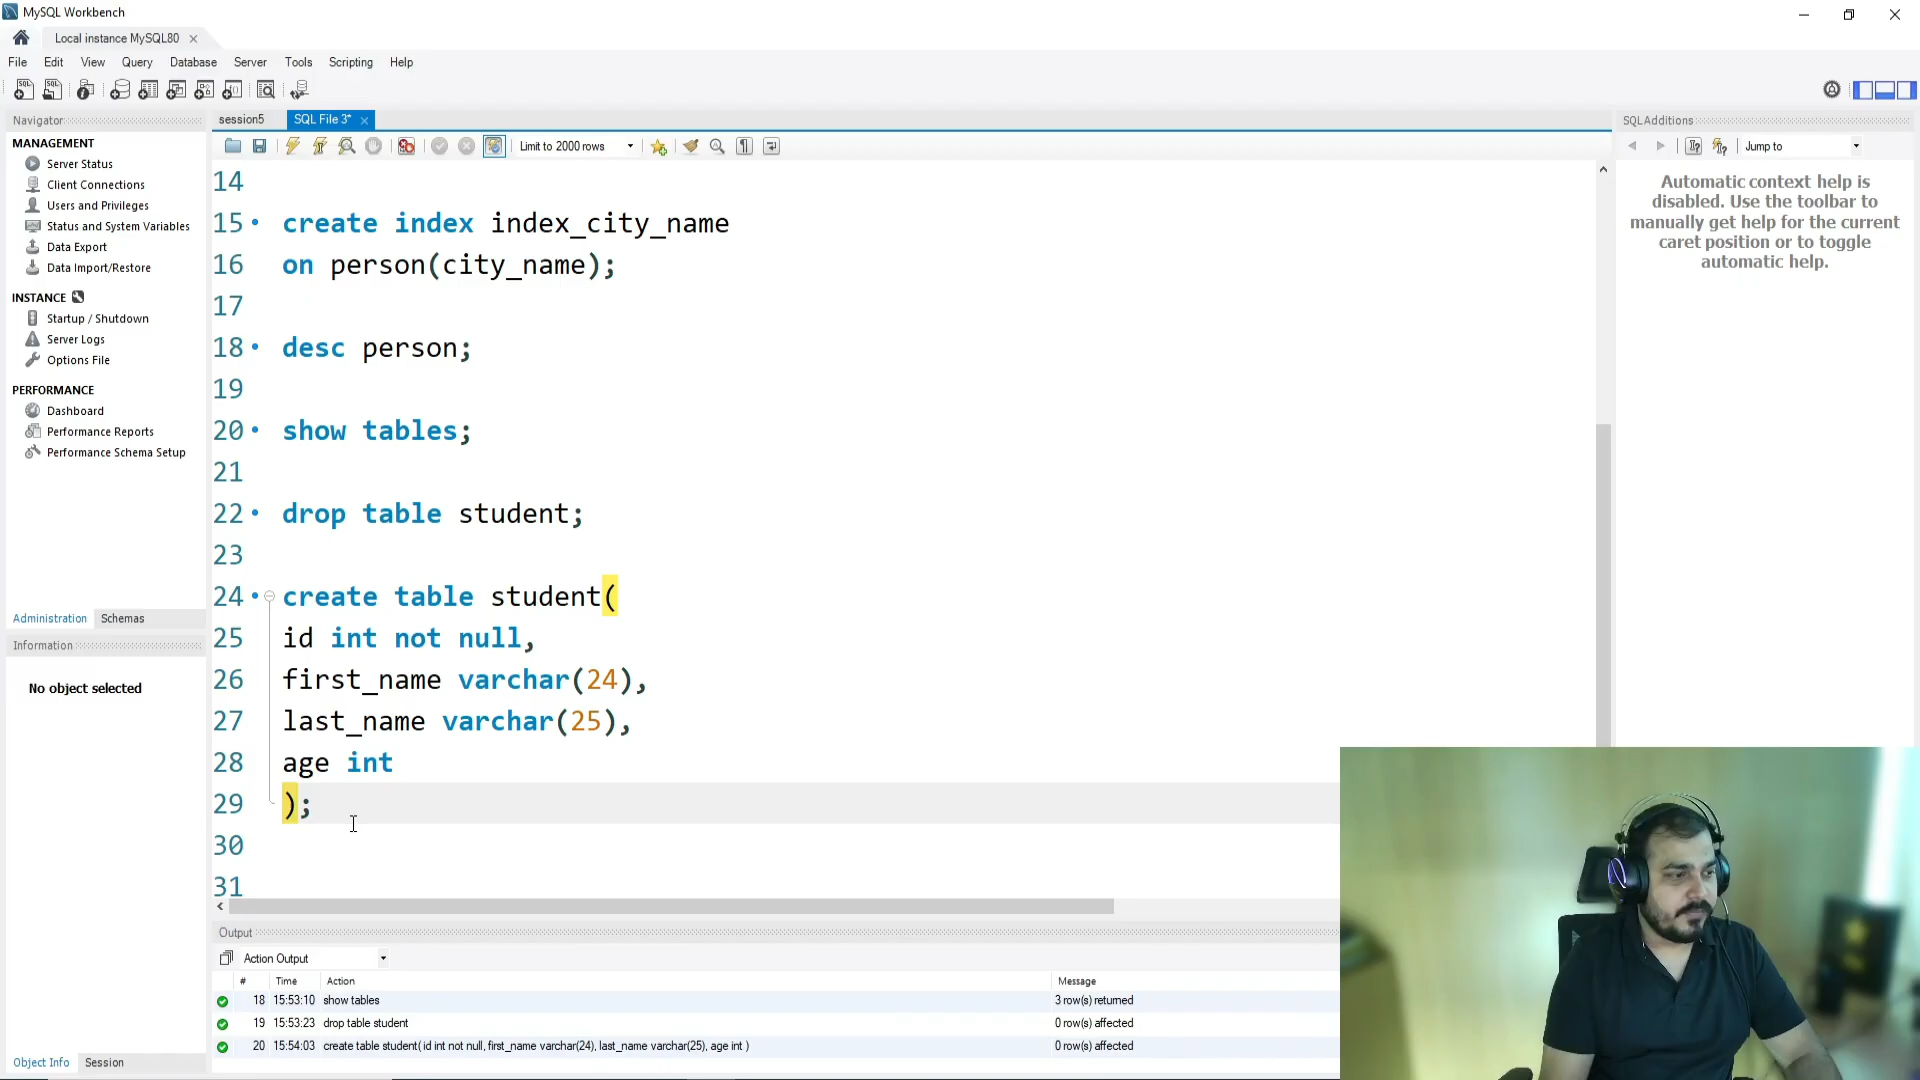 MySQL Workbench
Local instance MySQL80
File Edit View Query Database Server Tools Scripting Help
Navigator
MANAGEMENT
Server Status
Client Connections
Users and Privileges
Status and System Variables
Data Export
Data Import/Restore
INSTANCE
Startup / Shutdown
Server Logs
Options File
PERFORMANCE
Dashboard
Performance Reports
Performance Schema Setup
Administration Schemas
Information
No object selected
Object Info Session
session5 SQL File 3*
Limit to 2000 rows
14
15 create index index_city_name
16 on person(city_name);
17
18 desc person;
19
20 show tables;
21
22 drop table student;
23
24 create table student(
25 id int not null,
26 first_name varchar(24),
27 last_name varchar(25),
28 age int
29 );
30
31
Output
Action Output
# Time Action Message
18 15:53:10 show tables 3 row(s) returned
19 15:53:23 drop table student 0 row(s) affected
20 15:54:03 create table student( id int not null, first_name varchar(24), last_name varchar(25), age int ) 0 row(s) affected
SQLAdditions
Jump to
Automatic context help is
disabled. Use the toolbar to
manually get help for the current
caret position or to toggle
automatic help.